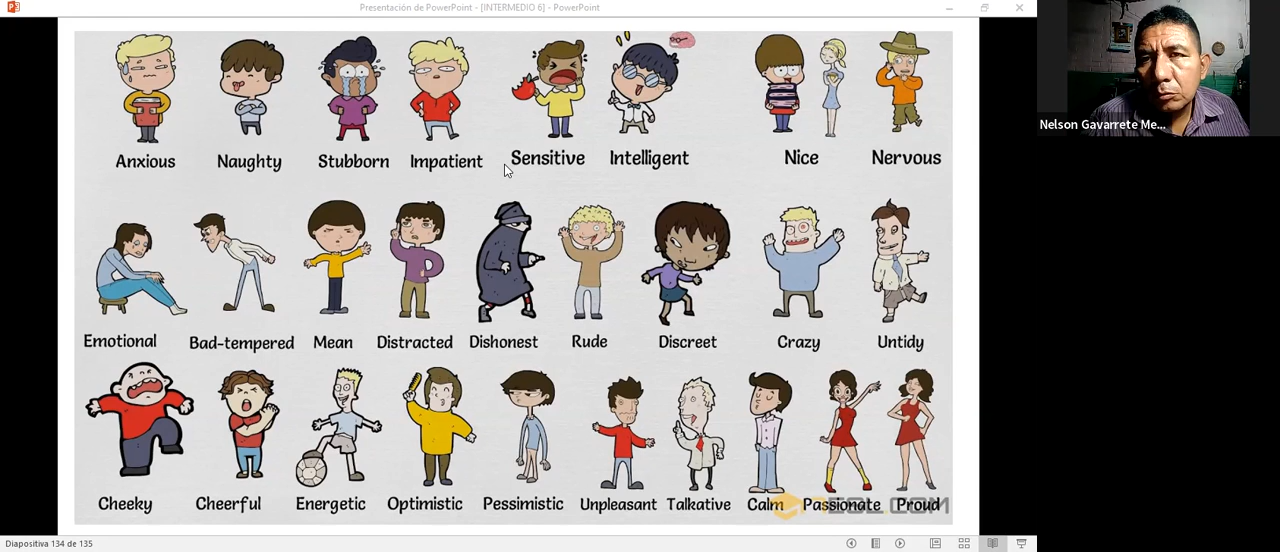 Presentación de PowerPoint - [INTERMEDIO 6] - PowerPoint
Nelson Gavarrete Me...
Anxious Naughty Stubborn Impatient Sensitive Intelligent Nice Nervous
Emotional Bad-tempered Mean Distracted Dishonest Rude Discreet Crazy Untidy
Cheeky Cheerful Energetic Optimistic Pessimistic Unpleasant Talkative Calm Passionate Proud
Diapositiva 134 de 135